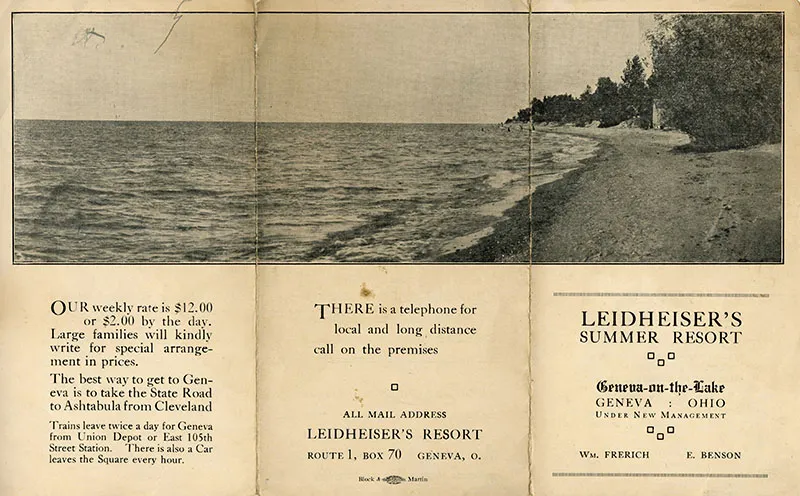 OUR weekly rate is $12.00
or $2.00 by the day.
Large families will kindly
write for special arrange-
ment in prices.
The best way to get to Gen-
eva is to take the State Road
to Ashtabula from Cleveland
Trains leave twice a day for Geneva
from Union Depot or East 105th
Street Station. There is also a Car
leaves the Square every hour.
THERE is a telephone for
local and long distance
call on the premises
ALL MAIL ADDRESS
LEIDHEISER'S RESORT
ROUTE 1, BOX 70 GENEVA, O.
Block & Martin
LEIDHEISER'S
SUMMER RESORT
Geneva-on-the-Lake
GENEVA : OHIO
UNDER NEW MANAGEMENT
WM. FRERICH E. BENSON